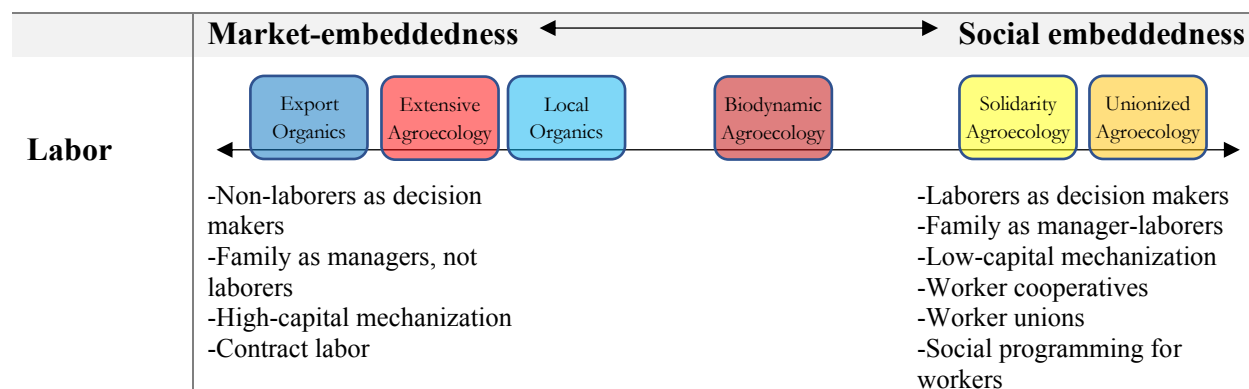 Market-embeddedness
Social embeddedness
Labor
Export
Organics
Extensive
Agroecology
Local
Organics
Biodynamic
Agroecology
Solidarity
Agroecology
Unionized
Agroecology
-Non-laborers as decision
makers
-Family as managers, not
laborers
-High-capital mechanization
-Contract labor
-Laborers as decision makers
-Family as manager-laborers
-Low-capital mechanization
-Worker cooperatives
-Worker unions
-Social programming for
workers